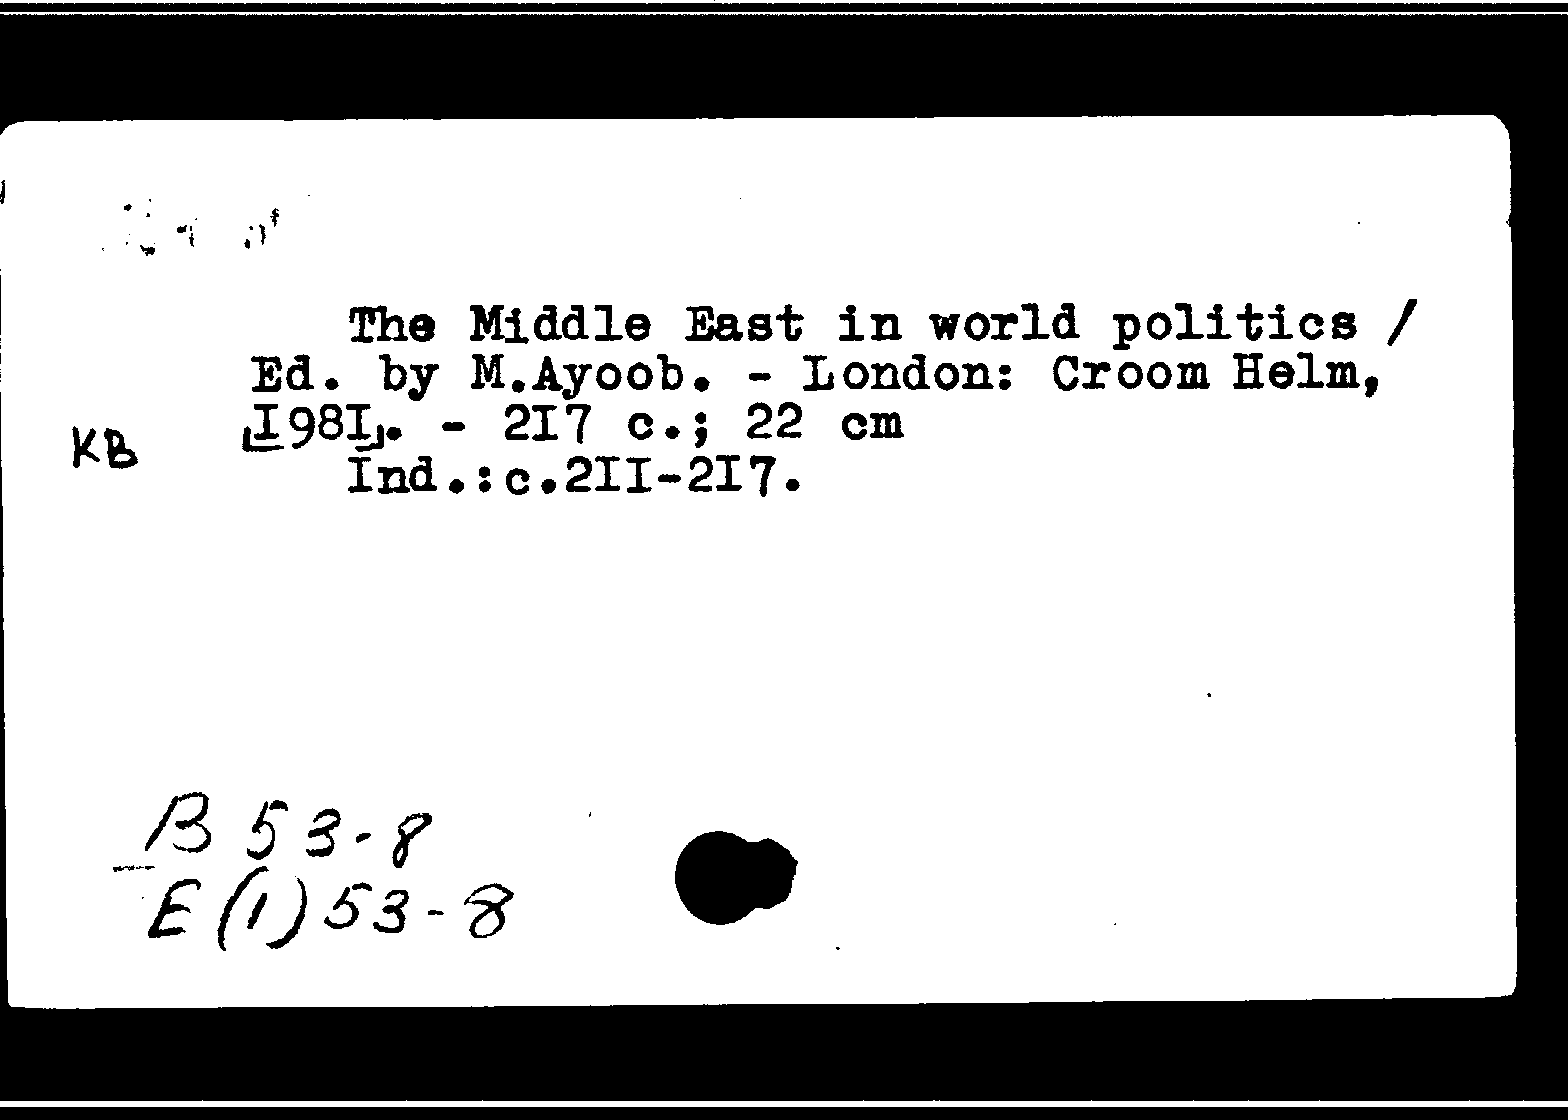 The Middle East in world politics /
Ed. by M.Ayoob. - London: Croom Helm,
KB [I98I]. - 2I7 c.; 22 cm
Ind.:c.2II-2I7.
B 53-8
E(1)53-8